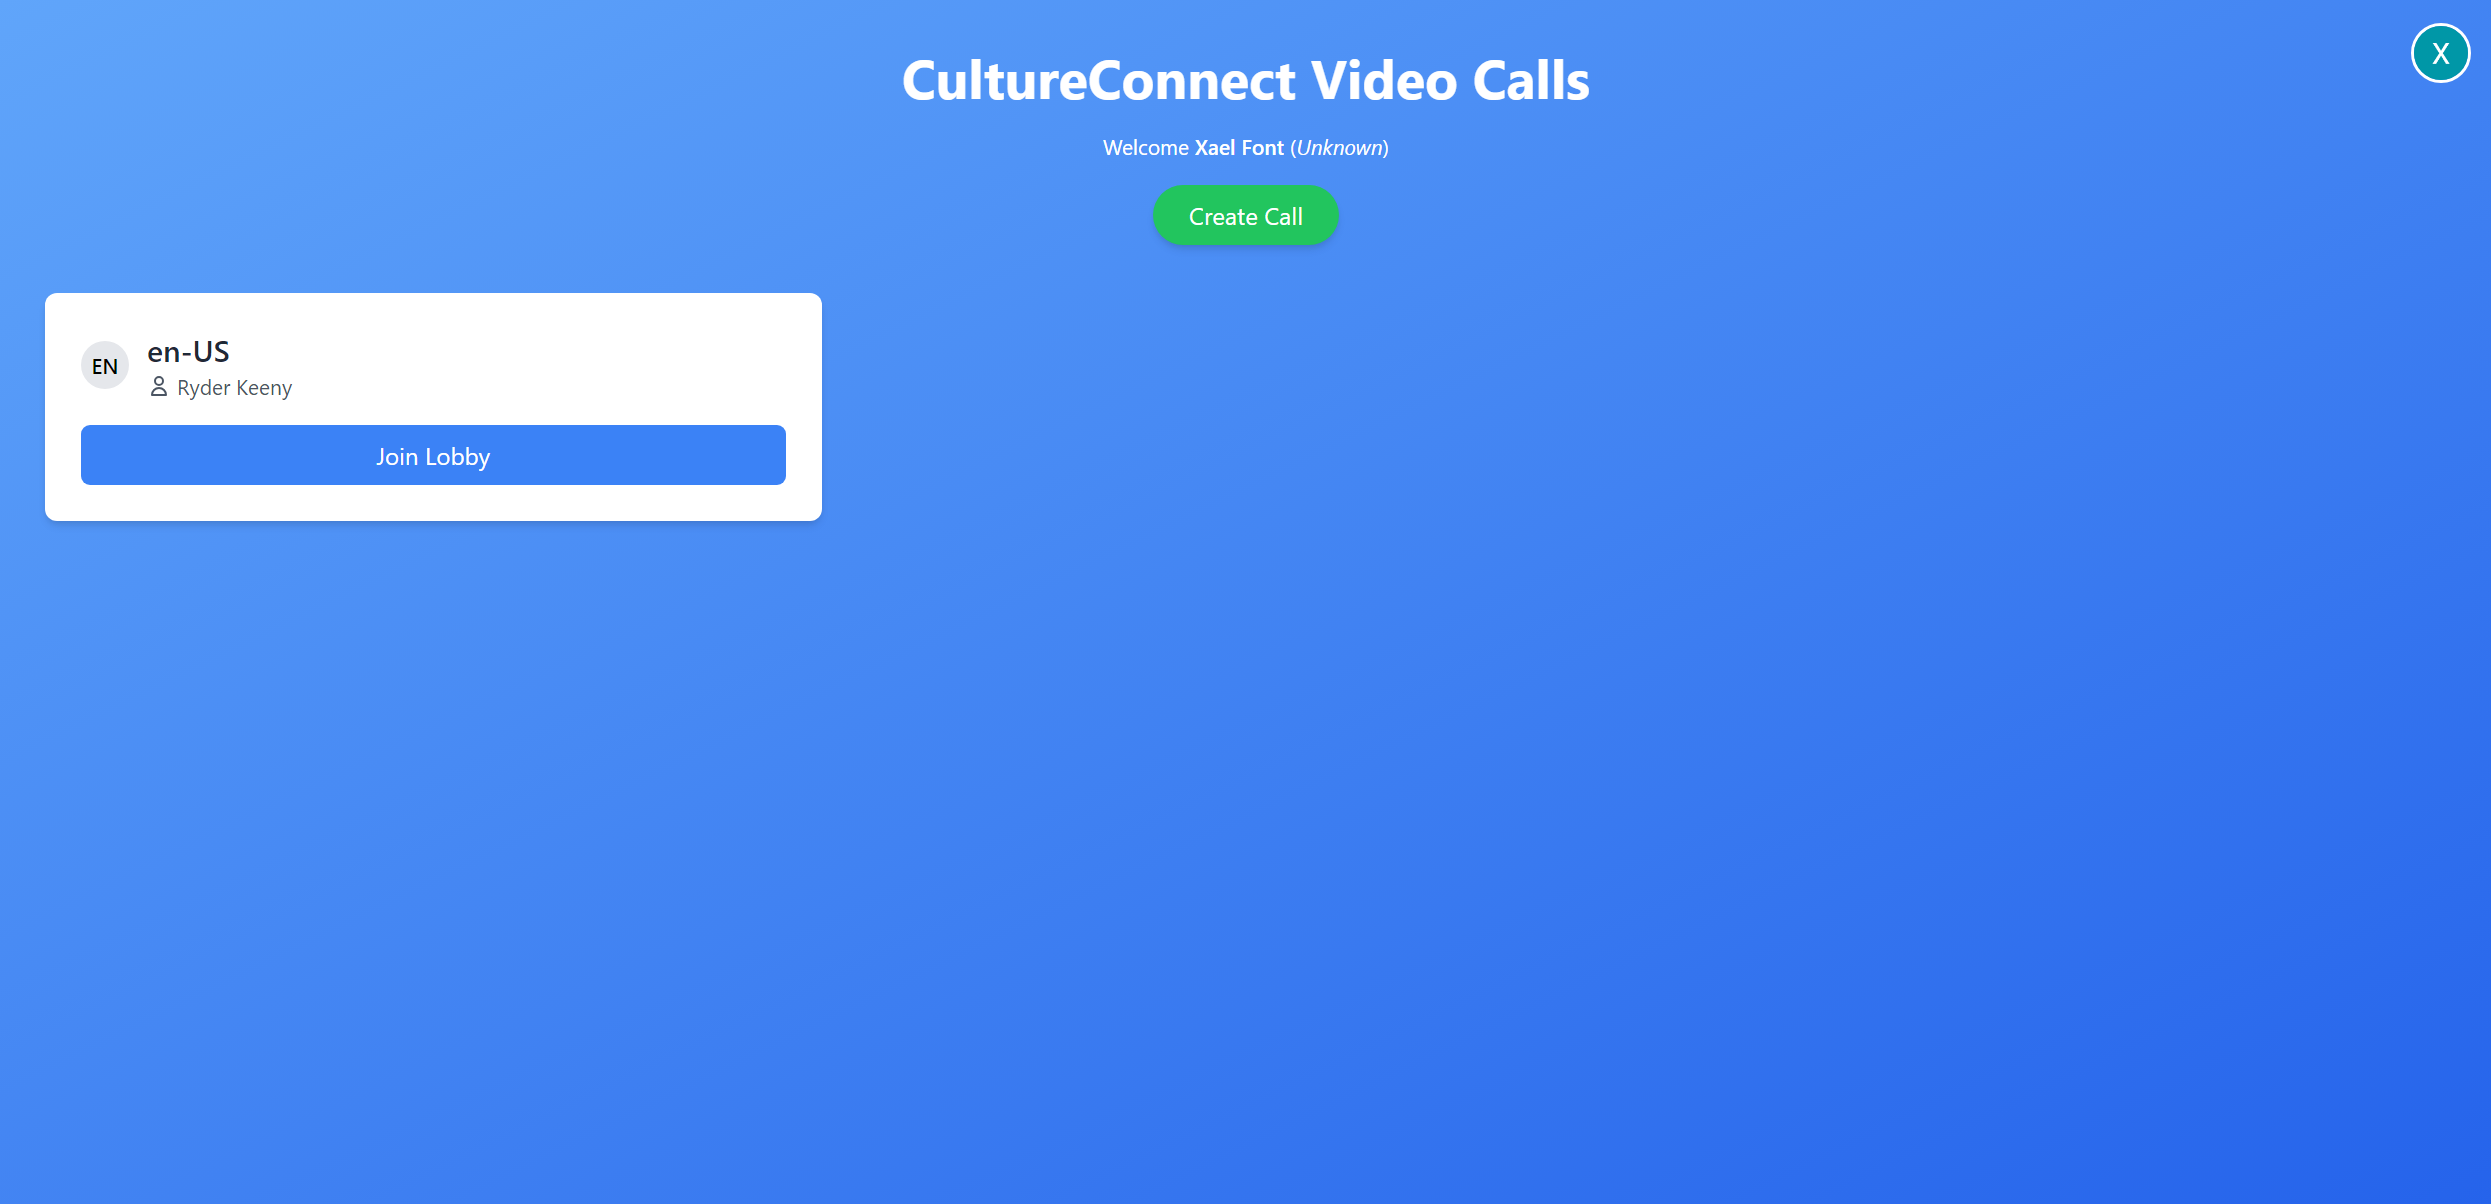 X
CultureConnect Video Calls
Welcome Xael Font (Unknown)
Create Call
EN
en-US
Ryder Keeny
Join Lobby